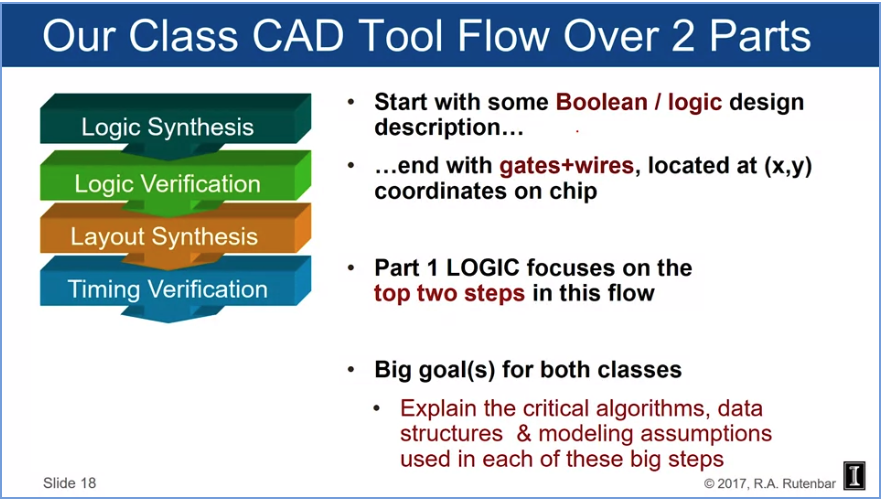 Our Class CAD Tool Flow Over 2 Parts
Logic Synthesis
Logic Verification
Layout Synthesis
Timing Verification
• Start with some Boolean / logic design
description…
• …end with gates+wires, located at (x,y)
coordinates on chip
• Part 1 LOGIC focuses on the
top two steps in this flow
• Big goal(s) for both classes
• Explain the critical algorithms, data
structures & modeling assumptions
used in each of these big steps
Slide 18
© 2017, R.A. Rutenbar
I